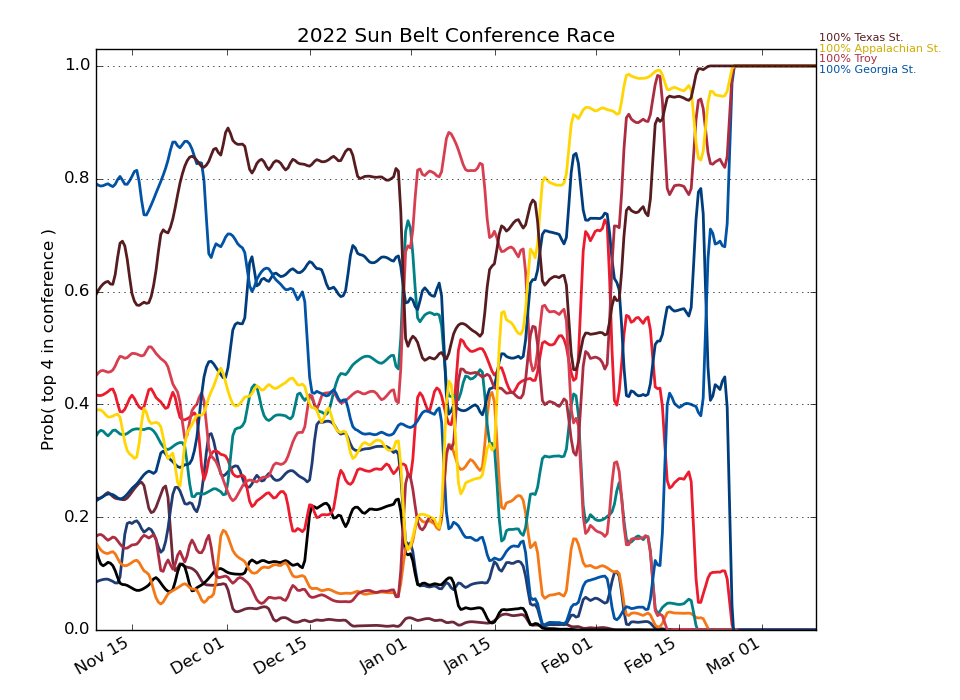 2022 Sun Belt Conference Race
100% Texas St.
100% Appalachian St.
100% Troy
100% Georgia St.
Prob( top 4 in conference )
1.0
0.8
0.6
0.4
0.2
0.0
Nov 15
Dec 01
Dec 15
Jan 01
Jan 15
Feb 01
Feb 15
Mar 01